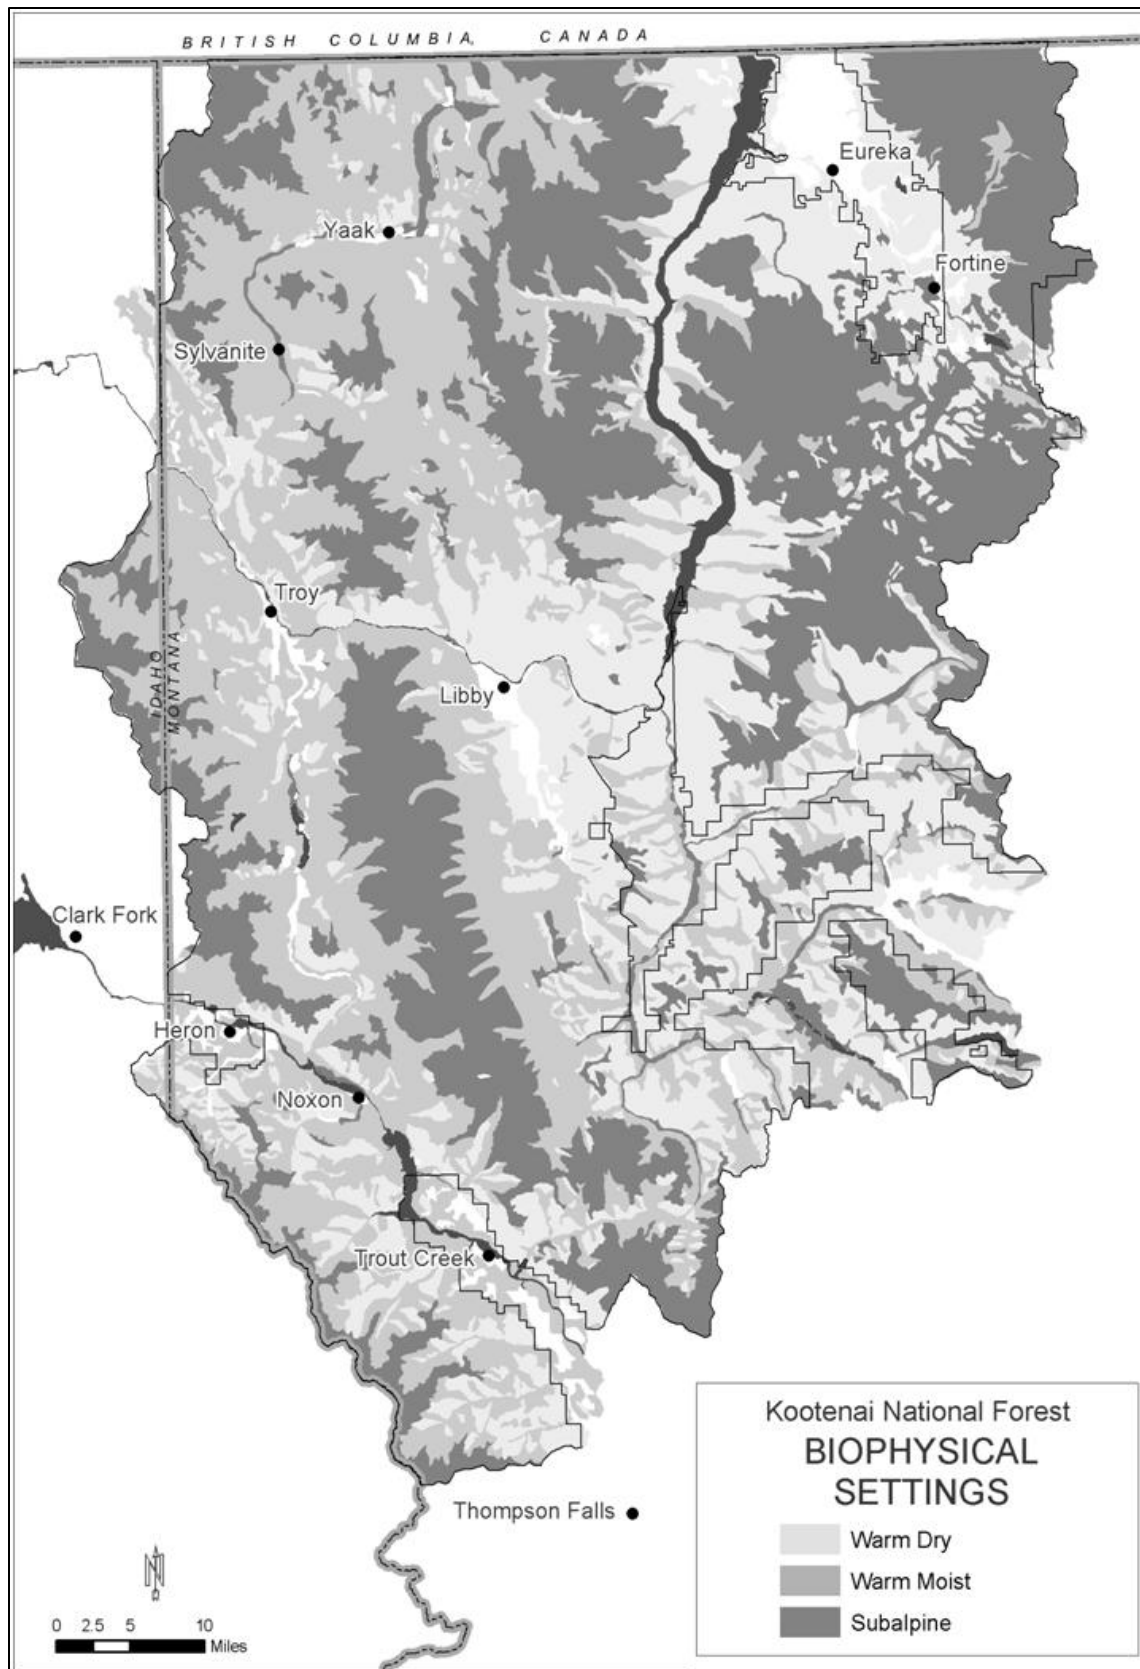 BRITISH COLUMBIA, CANADA
Eureka
Yaak
Fortine
Sylvanite
Troy
IDAHO
MONTANA
Libby
Clark Fork
Heron
Noxon
Trout Creek
Thompson Falls
Kootenai National Forest
BIOPHYSICAL
SETTINGS
Warm Dry
Warm Moist
Subalpine
N
0 2.5 5 10
Miles